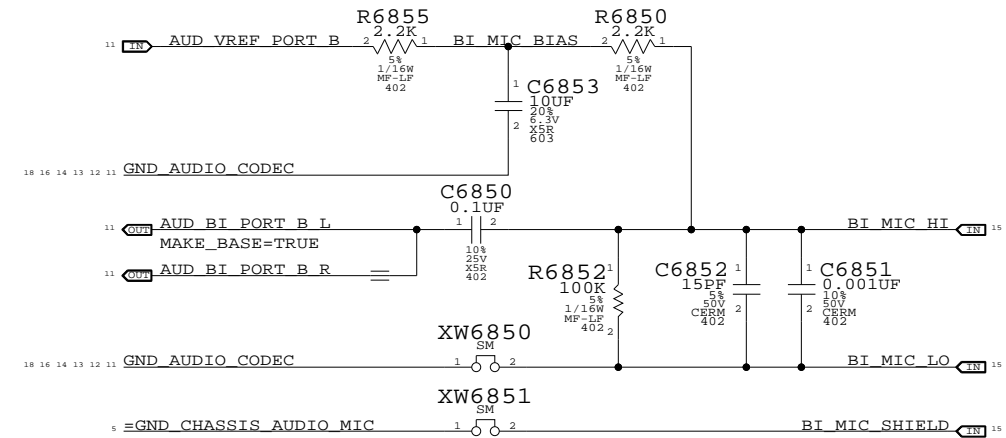 R6855
2.2K
R6850
2.2K
11 IN AUD_VREF_PORT_B 2 1 BI_MIC_BIAS 2 1
5%
1/16W
MF-LF
402
5%
1/16W
MF-LF
402
1 C6853
10UF
20%
6.3V
2 X5R
603
18 16 14 13 12 11 GND_AUDIO_CODEC
C6850
0.1UF
11 OUT AUD_BI_PORT_B_L 1 2 BI_MIC_HI IN 15
MAKE_BASE=TRUE
10%
25V
X5R
402
11 OUT AUD_BI_PORT_B_R
R6852 1
100K
5%
1/16W
MF-LF
402 2
C6852 1
15PF
5%
50V 2
CERM
402
1 C6851
0.001UF
10%
2 50V
CERM
402
XW6850
SM
18 16 14 13 12 11 GND_AUDIO_CODEC 1 2 BI_MIC_LO IN 15
XW6851
SM
5 =GND_CHASSIS_AUDIO_MIC 1 2 BI_MIC_SHIELD IN 15